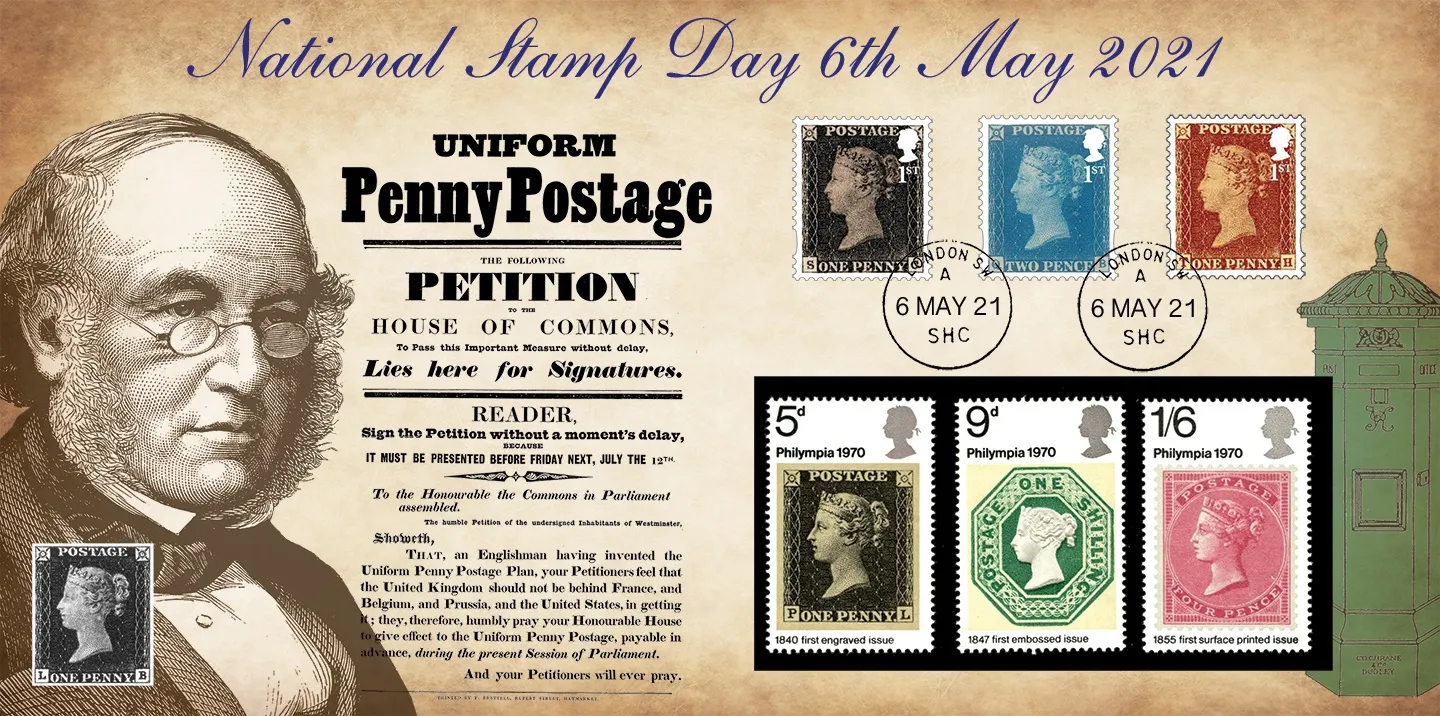 National Stamp Day 6th May 2021
UNIFORM
Penny Postage
THE FOLLOWING
PETITION
TO THE
HOUSE OF COMMONS,
To Pass this Important Measure without delay,
Lies here for Signatures.
READER,
Sign the Petition without a moment's delay,
BECAUSE
IT MUST BE PRESENTED BEFORE FRIDAY NEXT, JULY THE 12TH.
To the Honourable the Commons in Parliament
assembled.
The humble Petition of the undersigned Inhabitants of Westminster,
Showeth,
THAT, an Englishman having invented the
Uniform Penny Postage Plan, your Petitioners feel that
the United Kingdom should not be behind France, and
Belgium, and Prussia, and the United States, in getting
it; they, therefore, humbly pray your Honourable House
to give effect to the Uniform Penny Postage, payable in
advance, during the present Session of Parliament.
And your Petitioners will ever pray.
POSTAGE
L ONE PENNY B
POSTAGE
1ST
S ONE PENNY
POSTAGE
1ST
TWO PENCE
POSTAGE
1ST
ONE PENNY H
LONDON SW
A
6 MAY 21
SHC
LONDON SW
A
6 MAY 21
SHC
5d
Philympia 1970
POSTAGE
P ONE PENNY L
1840 first engraved issue
9d
Philympia 1970
POSTAGE ONE SHILLING
1847 first embossed issue
1/6
Philympia 1970
POSTAGE
FOUR PENCE
1855 first surface printed issue
POST OFFICE
VR
COCHRANE
& Co
DUDLEY